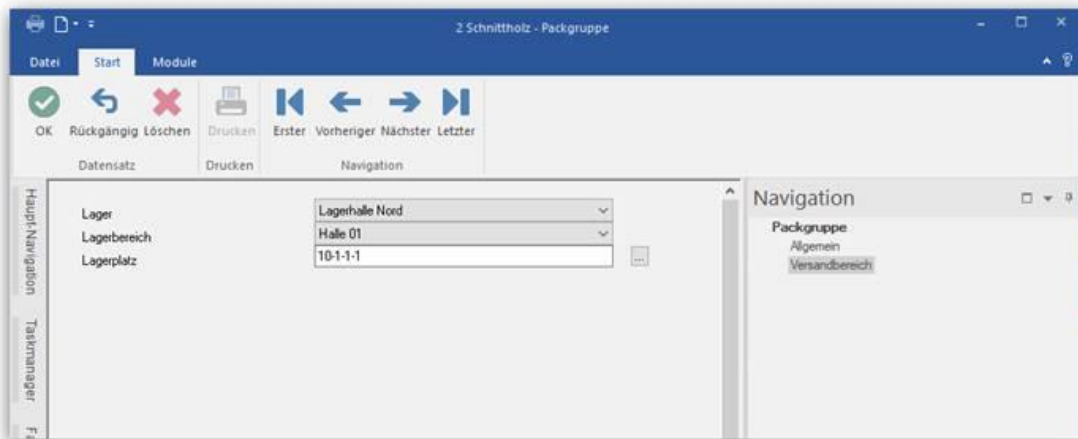 2 Schnittholz - Packgruppe
Datei Start Module
OK Rückgängig Löschen Drucken Erster Vorheriger Nächster Letzter
Datensatz Drucken Navigation
Haupt-Navigation
Taskmanager
Lager Lagerhalle Nord
Lagerbereich Halle 01
Lagerplatz 10-1-1-1 ...
Navigation
Packgruppe
Allgemein
Versandbereich